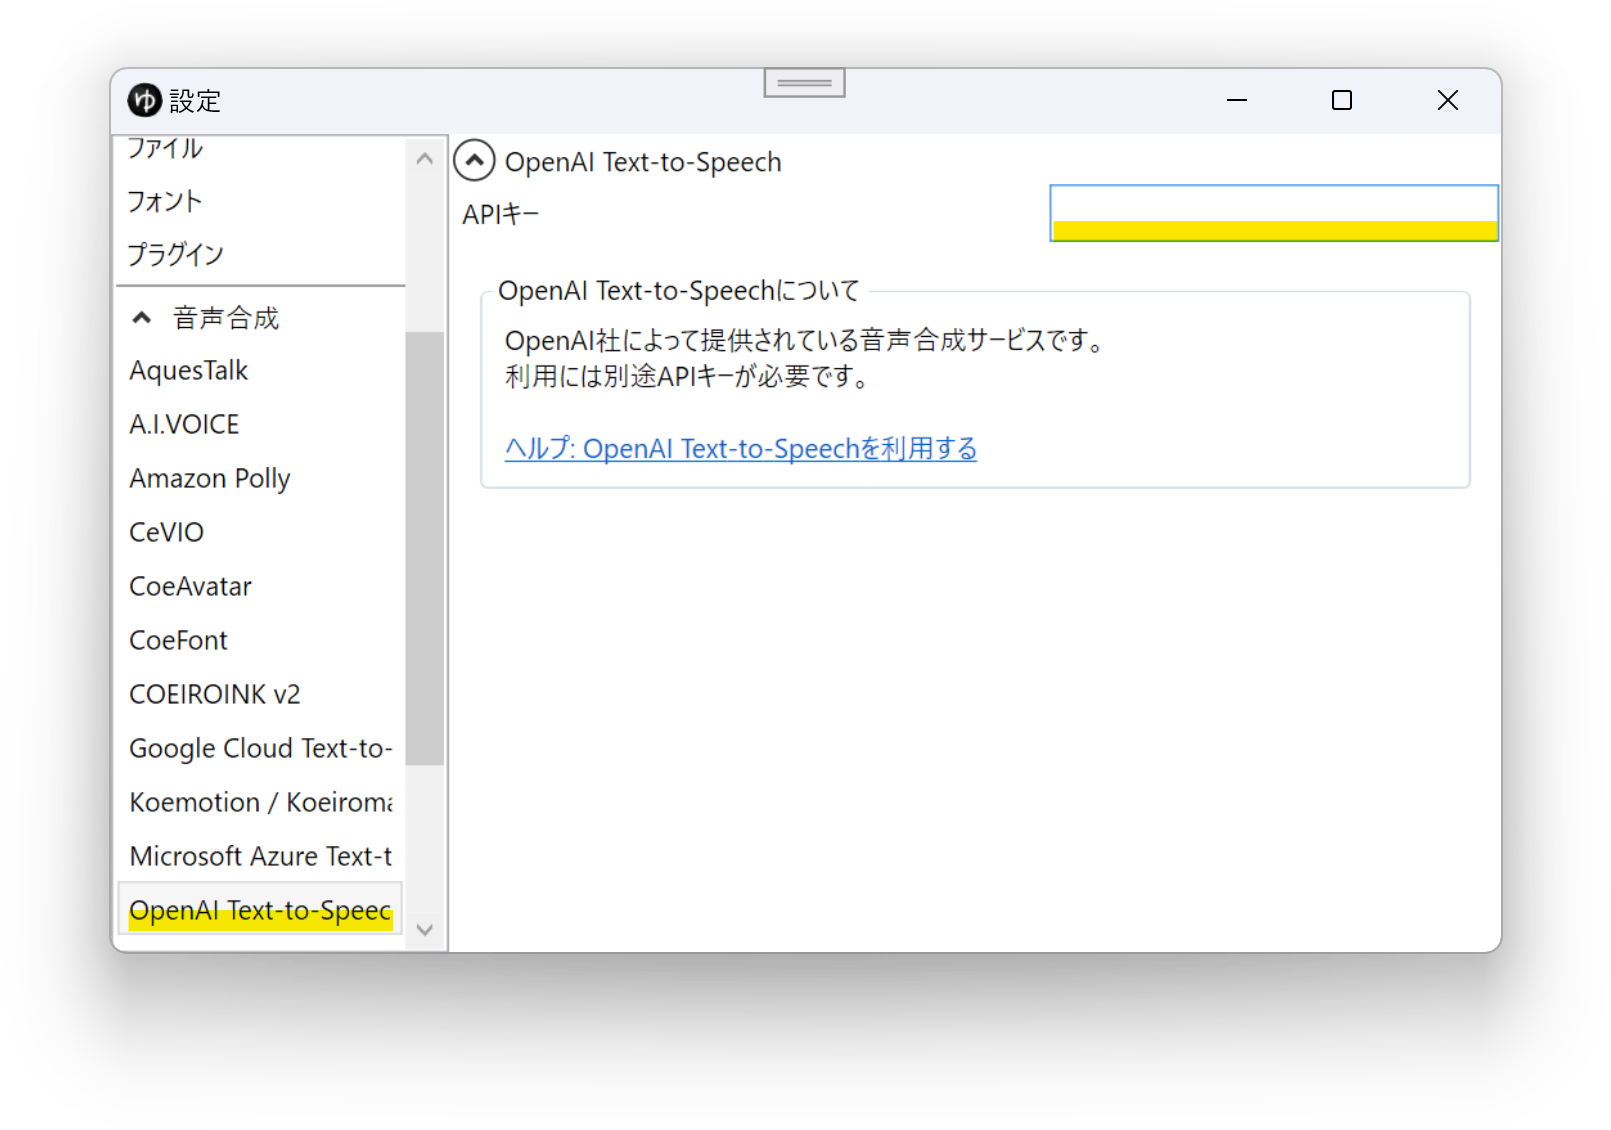 ゆ 設定
ファイル
フォント
プラグイン
音声合成
AquesTalk
A.I.VOICE
Amazon Polly
CeVIO
CoeAvatar
CoeFont
COEIROINK v2
Google Cloud Text-to-
Koemotion / Koeiroma
Microsoft Azure Text-t
OpenAI Text-to-Speec
OpenAI Text-to-Speech
APIキー
OpenAI Text-to-Speechについて
OpenAI社によって提供されている音声合成サービスです。
利用には別途APIキーが必要です。
ヘルプ: OpenAI Text-to-Speechを利用する